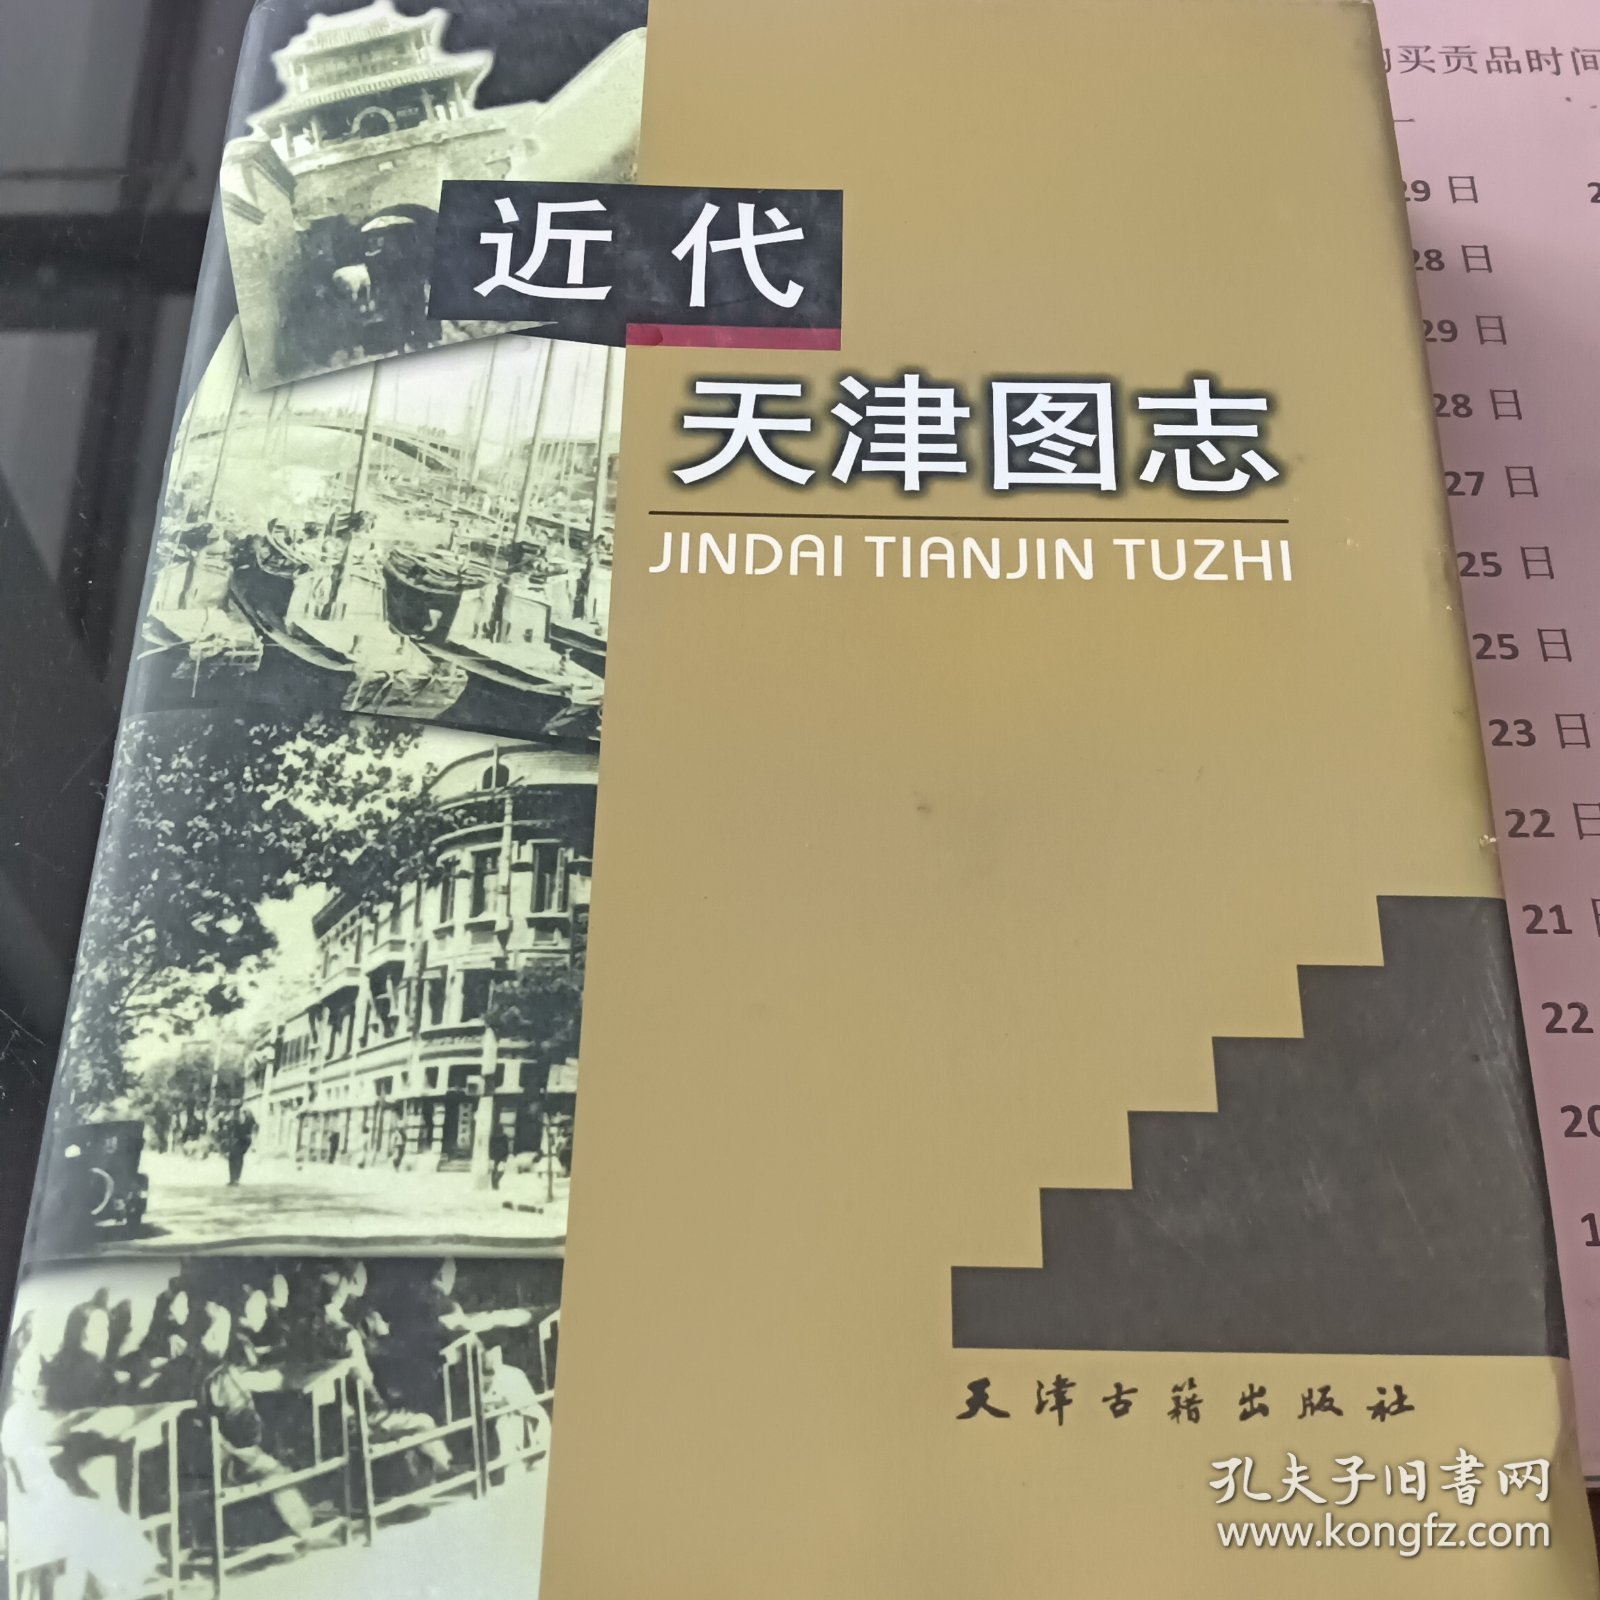 近代
天津图志
JINDAI TIANJIN TUZHI
天津古籍出版社
买贡品时间
29日
28日
29日
28日
27日
25日
25日
23日
22日
21
22
20
孔夫子旧书网
www.kongfz.com